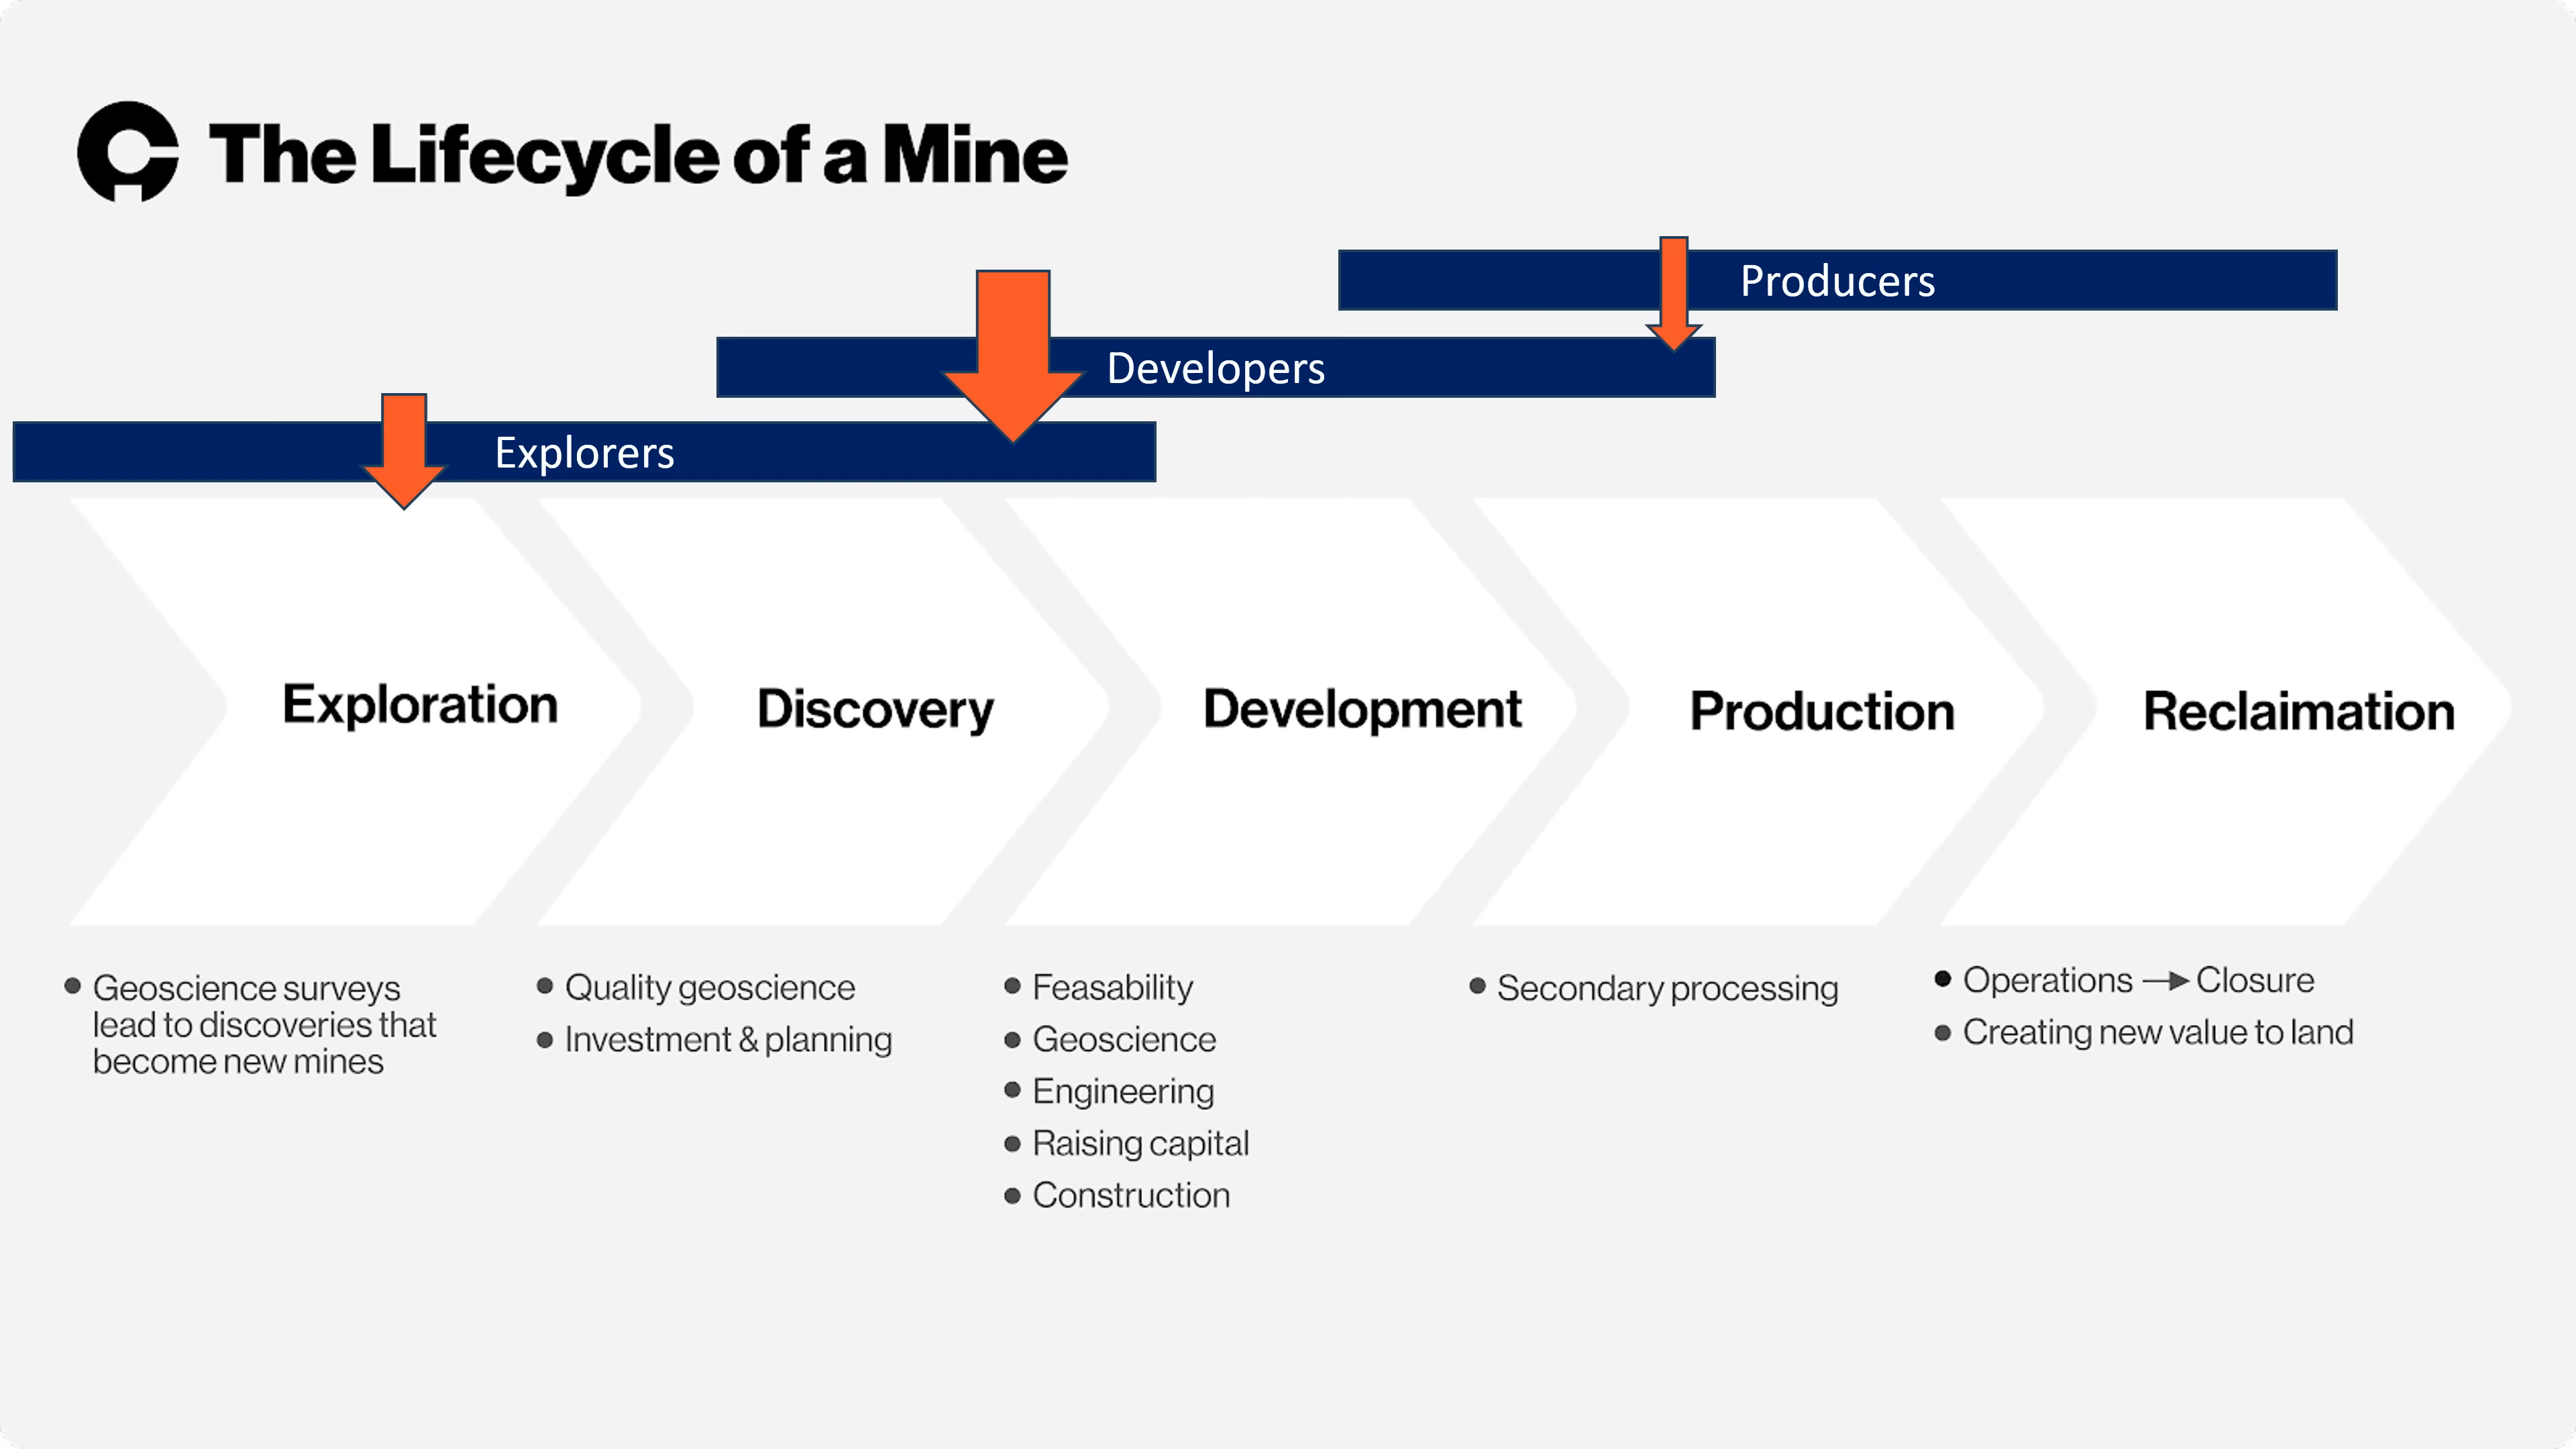 The Lifecycle of a Mine
Producers
Developers
Explorers
Exploration
Discovery
Development
Production
Reclaimation
Geoscience surveys
lead to discoveries that
become new mines
Quality geoscience
Investment & planning
Feasability
Geoscience
Engineering
Raising capital
Construction
Secondary processing
Operations → Closure
Creating new value to land